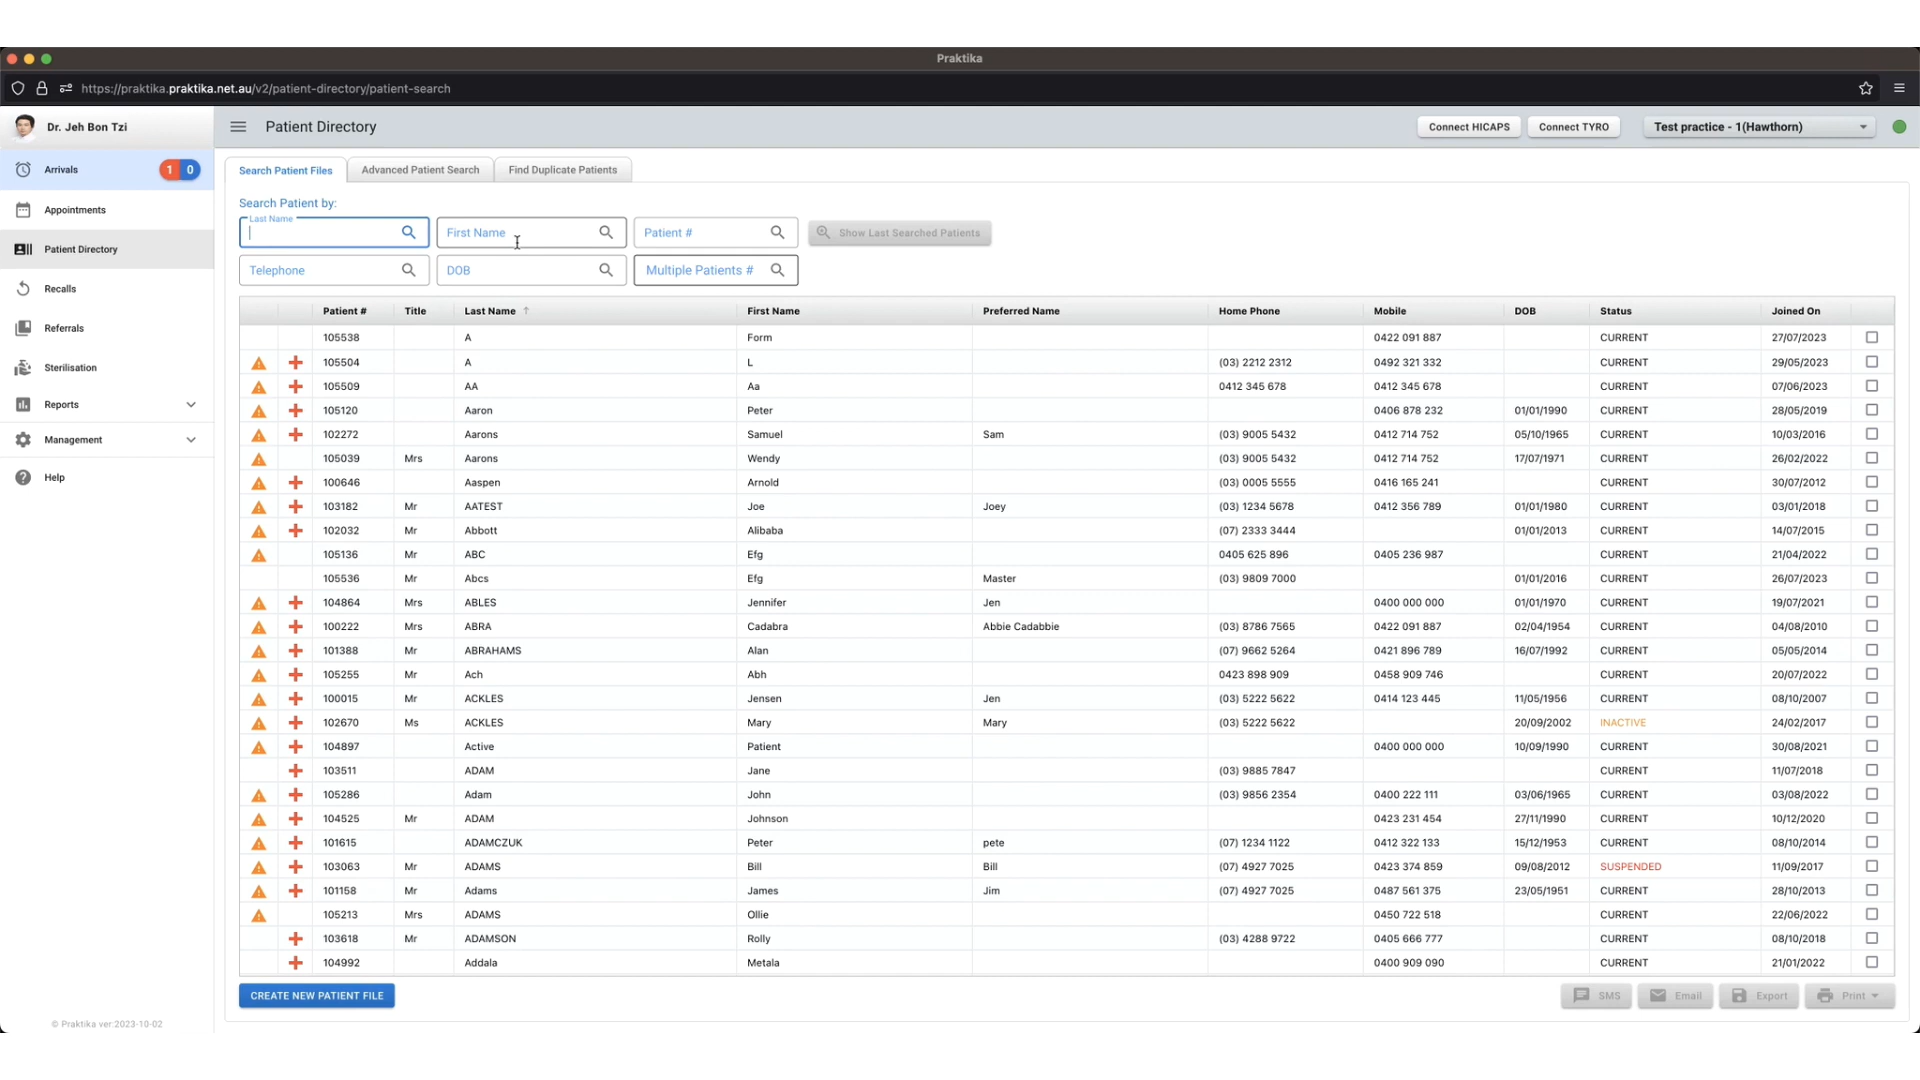 Praktika
https://praktika.praktika.net.au/v2/patient-directory/patient-search
Dr. Jeh Bon Tzi
Patient Directory
Connect HICAPS
Connect TYRO
Test practice - 1(Hawthorn)
Arrivals 1 0
Appointments
Patient Directory
Recalls
Referrals
Sterilisation
Reports
Management
Help
Search Patient Files
Advanced Patient Search
Find Duplicate Patients
Search Patient by:
Last Name
First Name
Patient #
Show Last Searched Patients
Telephone
DOB
Multiple Patients #
Patient # Title Last Name First Name Preferred Name Home Phone Mobile DOB Status Joined On
105538 A Form 0422 091 887 CURRENT 27/07/2023
105504 A L (03) 2212 2312 0492 321 332 CURRENT 29/05/2023
105509 AA Aa 0412 345 678 0412 345 678 CURRENT 07/06/2023
105120 Aaron Peter 0406 878 232 01/01/1990 CURRENT 28/05/2019
102272 Aarons Samuel Sam (03) 9005 5432 0412 714 752 05/10/1965 CURRENT 10/03/2016
105039 Mrs Aarons Wendy (03) 9005 5432 0412 714 752 17/07/1971 CURRENT 26/02/2022
100646 Aaspen Arnold (03) 0005 5555 0416 165 241 CURRENT 30/07/2012
103182 Mr AATEST Joe Joey (03) 1234 5678 0412 356 789 01/01/1980 CURRENT 03/01/2018
102032 Mr Abbott Alibaba (07) 2333 3444 01/01/2013 CURRENT 14/07/2015
105136 Mr ABC Efg 0405 625 896 0405 236 987 CURRENT 21/04/2022
105536 Mr Abcs Efg Master (03) 9809 7000 01/01/2016 CURRENT 26/07/2023
104864 Mrs ABLES Jennifer Jen 0400 000 000 01/01/1970 CURRENT 19/07/2021
100222 Mrs ABRA Cadabra Abbie Cadabbie (03) 8786 7565 0422 091 887 02/04/1954 CURRENT 04/08/2010
101388 Mr ABRAHAMS Alan (07) 9662 5264 0421 896 789 16/07/1992 CURRENT 05/05/2014
105255 Mr Ach Abh 0423 898 909 0458 909 746 CURRENT 20/07/2022
100015 Mr ACKLES Jensen Jen (03) 5222 5622 0414 123 445 11/05/1956 CURRENT 08/10/2007
102670 Ms ACKLES Mary Mary (03) 5222 5622 20/09/2002 INACTIVE 24/02/2017
104897 Active Patient 0400 000 000 10/09/1990 CURRENT 30/08/2021
103511 ADAM Jane (03) 9885 7847 CURRENT 11/07/2018
105286 Adam John (03) 9856 2354 0400 222 111 03/06/1965 CURRENT 03/08/2022
104525 Mr ADAM Johnson 0423 231 454 27/11/1990 CURRENT 10/12/2020
101615 ADAMCZUK Peter pete (07) 1234 1122 0412 322 133 15/12/1953 CURRENT 08/10/2014
103063 Mr ADAMS Bill Bill (07) 4927 7025 0423 374 859 09/08/2012 SUSPENDED 11/09/2017
101158 Mr Adams James Jim (07) 4927 7025 0487 561 375 23/05/1951 CURRENT 28/10/2013
105213 Mrs ADAMS Ollie 0450 722 518 CURRENT 22/06/2022
103618 Mr ADAMSON Rolly (03) 4288 9722 0405 666 777 CURRENT 08/10/2018
104992 Addala Metala 0400 909 090 CURRENT 21/01/2022
CREATE NEW PATIENT FILE
SMS
Email
Export
Print
© Praktika ver:2023-10-02